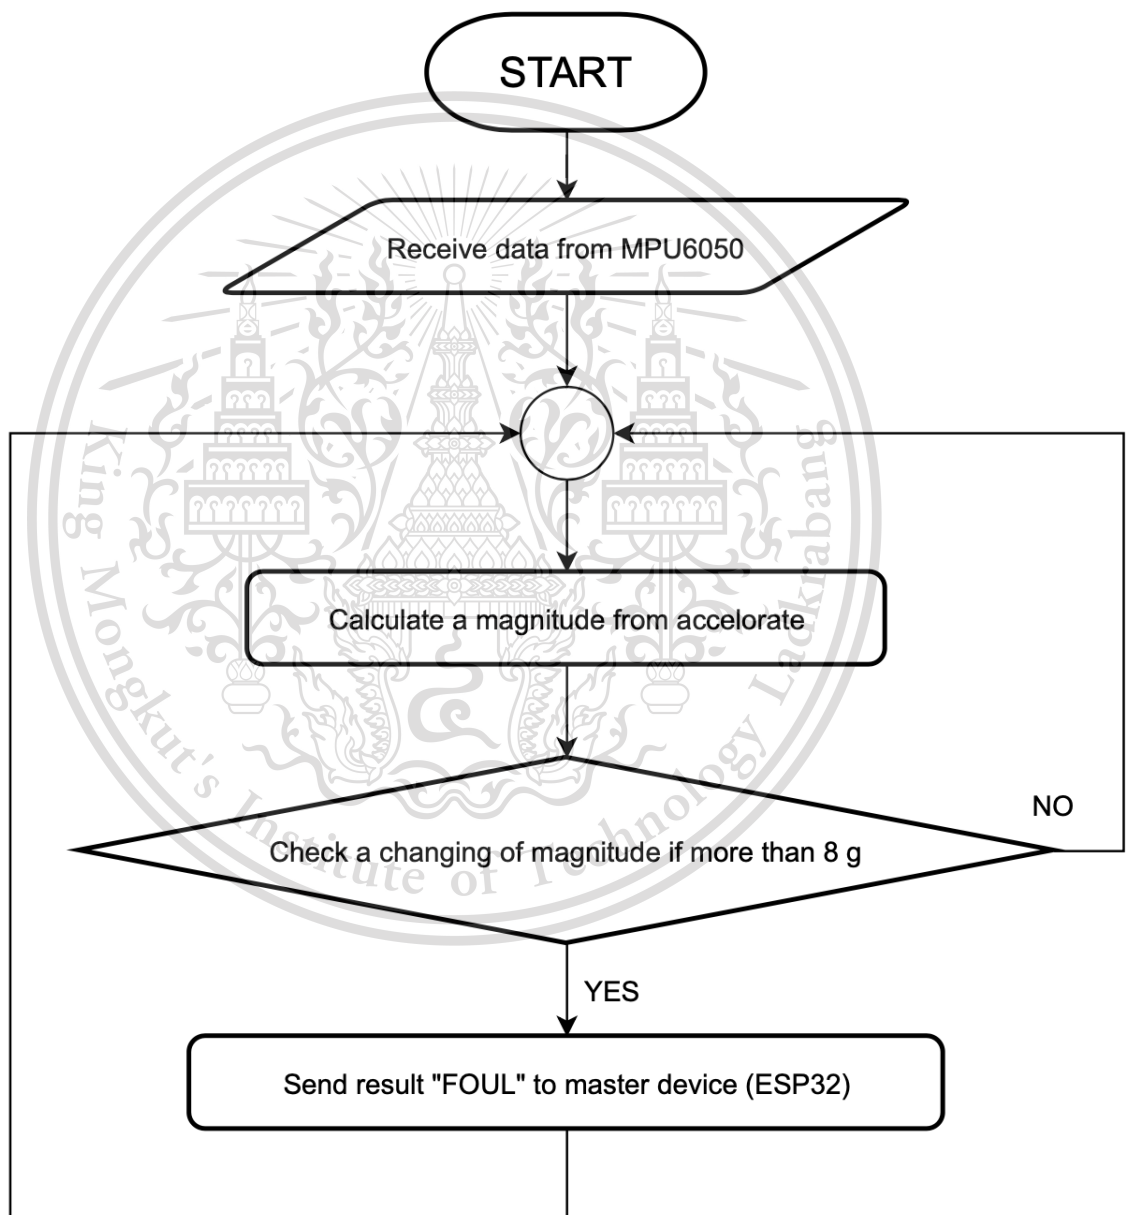 START
Receive data from MPU6050
Calculate a magnitude from accelorate
Check a changing of magnitude if more than 8 g
NO
YES
Send result "FOUL" to master device (ESP32)
King Mongkut's Institute of Technology Ladkrabang